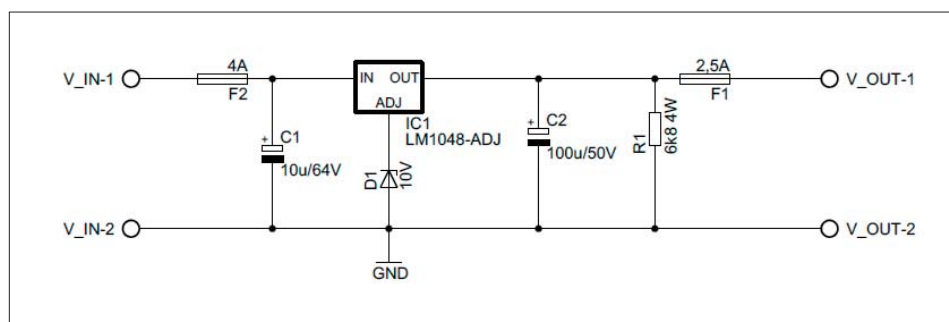 V_IN-1
4A
F2
IN OUT
ADJ
IC1
LM1048-ADJ
+ C1
10u/64V
D1
10V
+ C2
100u/50V
R1
6k8 4W
2,5A
F1
V_OUT-1
V_IN-2
GND
V_OUT-2